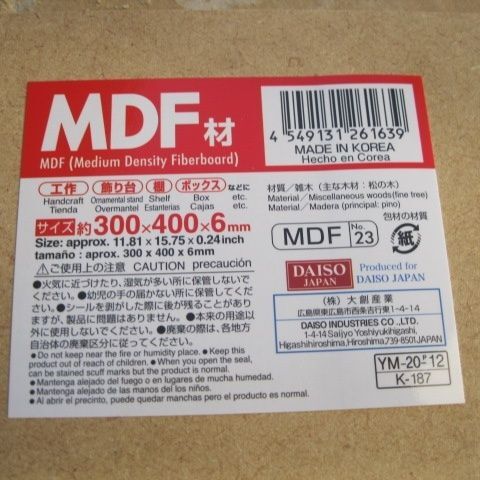 MDF材
MDF (Medium Density Fiberboard)
4 549131 261639
MADE IN KOREA
Hecho en Corea
工作 飾り台 棚 ボックス などに
Handcraft Ornamental stand Shelf Box etc.
Tienda Overmantel Estanterias Cajas etc.
サイズ 約300×400×6mm
Size: approx. 11.81 x 15.75 x 0.24inch
tamaño : aprox. 300 x 400 x 6mm
材質/雑木(主な木材:松の木)
Material/Miscellaneous woods(fine free)
Material/Madera (principal: pino)
包材の材質
MDF No. 23 紙
⚠ご使用上の注意 CAUTION precaución
●火気に近づけたり、湿気が多い所に保管しないで
ください。●幼児の手の届かない所に保管してくださ
い。●シールを剥がした際に後が残ることがあり
ますが、製品に問題はありません。●本来の用途以
外に使用しないでください。●廃棄の際は、各地方
自治体の廃棄区分に従ってください。
● Do not keep near the fire or humidity place. ● Keep this
product out of reach of children. ● When you open the seal,
can be stained scuff marks but the product is normal.
● Mantenga alejado del fuego o en lugares de mucha humedad.
● Mantenga alejado de las manos del los niños.
● Al abrir el precinto, puede quedar manchas pero el producto es normal.
DAISO JAPAN
Produced for
DAISO JAPAN
(株)大創産業
広島県東広島市西条吉行東1-4-14
DAISO INDUSTRIES CO .,LTD.
1-4-14 Saijyo Yoshiyukihigashi,
Higashihiroshima,Hiroshima,739-8501,JAPAN
YM-20 12
K-187